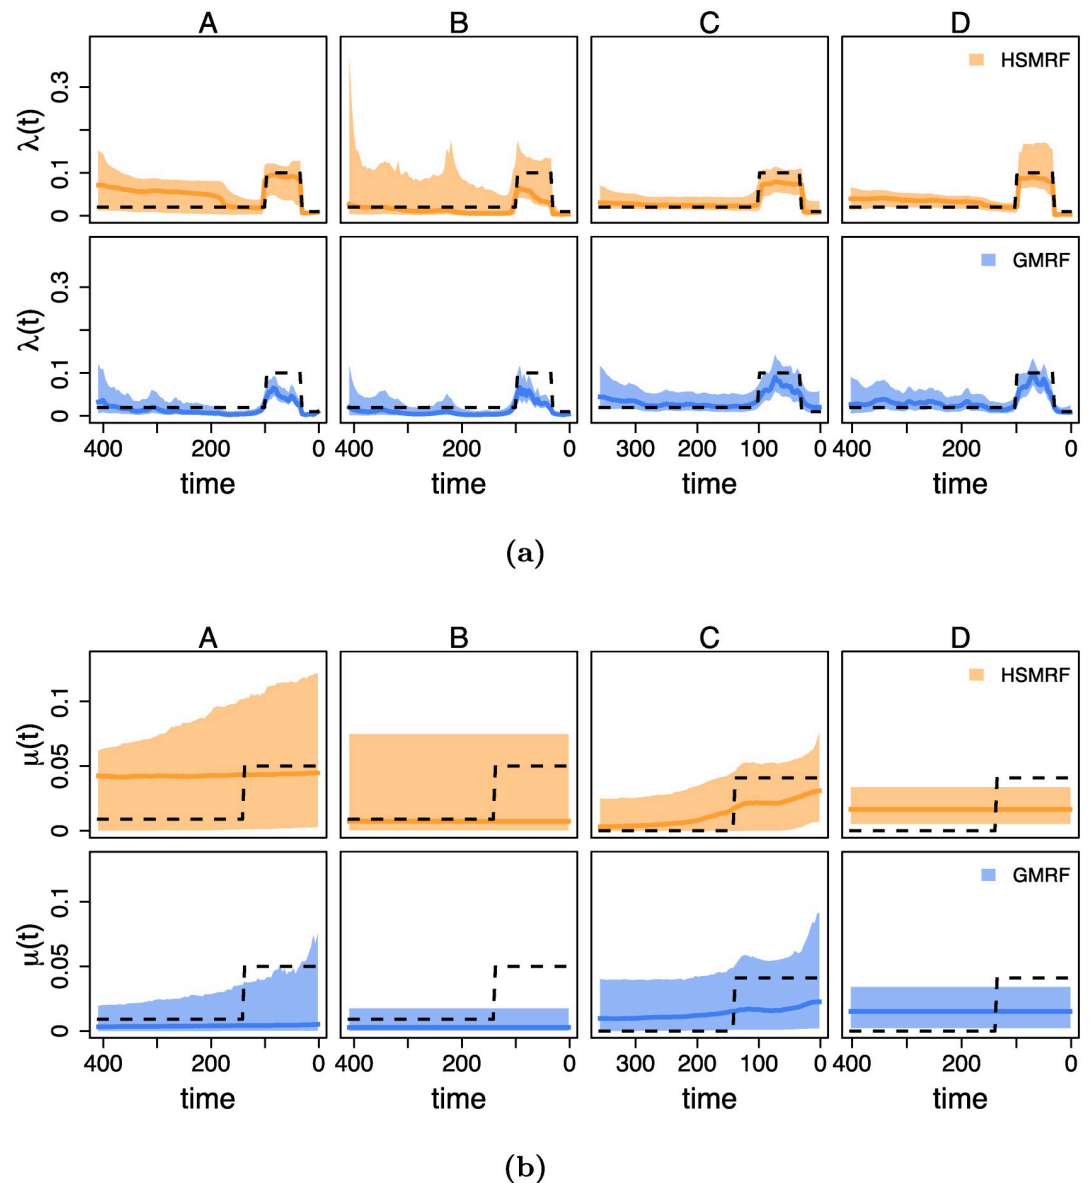 A B C D
λ(t) 0 0.1 0.3 HSMRF
λ(t) 0 0.1 0.3 GMRF
400 200 0 400 200 0 300 200 100 0 400 200 0
time time time time
(a)
A B C D
μ(t) 0 0.05 0.1 HSMRF
μ(t) 0 0.05 0.1 GMRF
400 200 0 400 200 0 300 200 100 0 400 200 0
time time time time
(b)